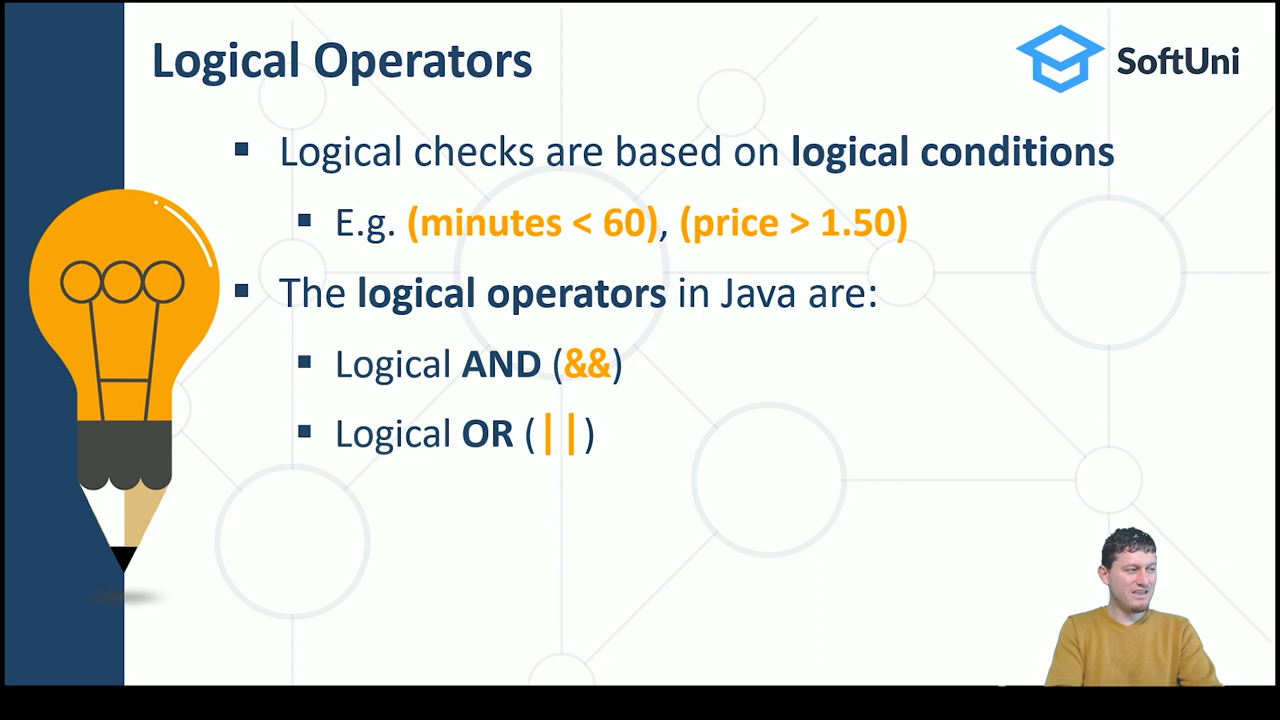 Logical Operators
SoftUni
▪ Logical checks are based on logical conditions
▪ E.g. (minutes < 60), (price > 1.50)
▪ The logical operators in Java are:
▪ Logical AND (&&)
▪ Logical OR (||)